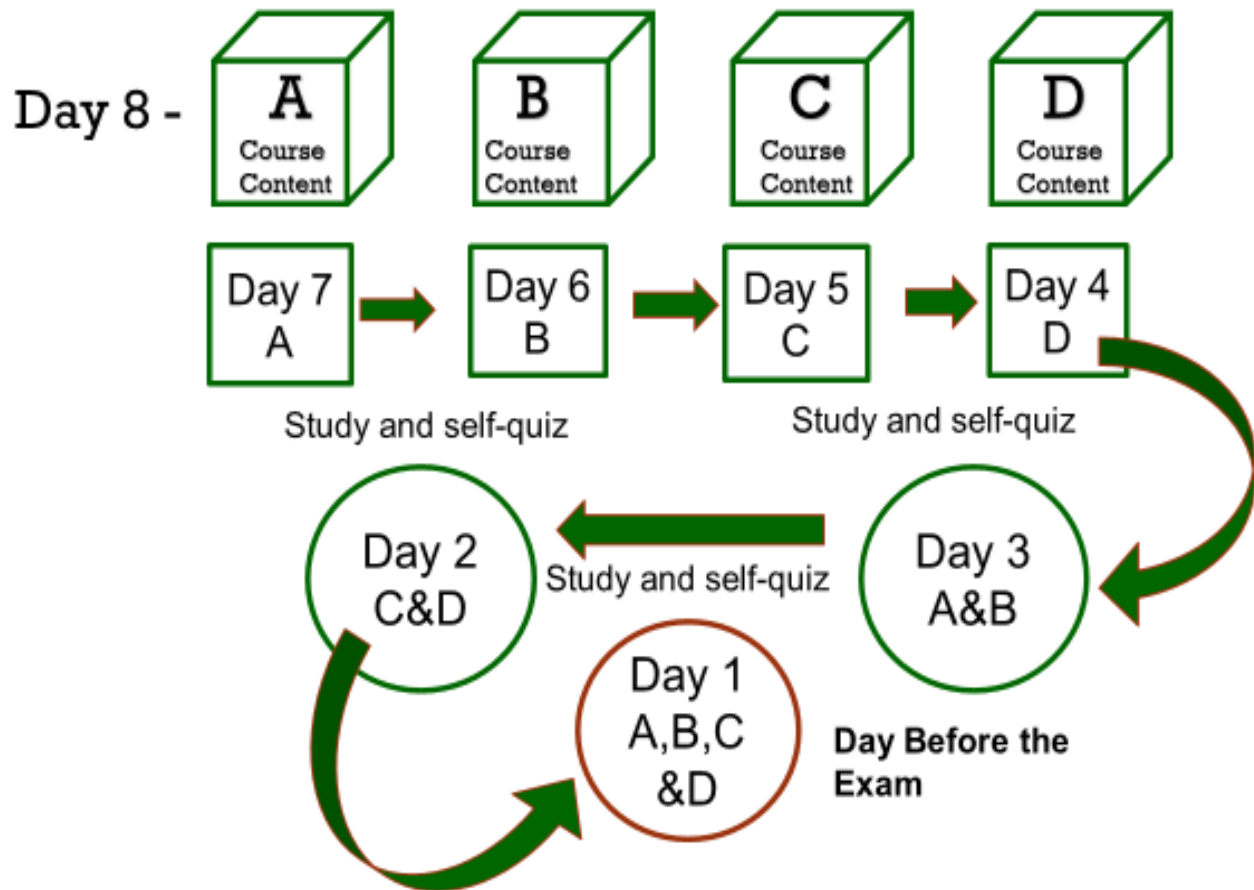 Day 8 -
A
Course
Content
B
Course
Content
C
Course
Content
D
Course
Content
Day 7
A
Day 6
B
Day 5
C
Day 4
D
Study and self-quiz
Study and self-quiz
Day 3
A&B
Study and self-quiz
Day 2
C&D
Day 1
A,B,C
&D
Day Before the
Exam